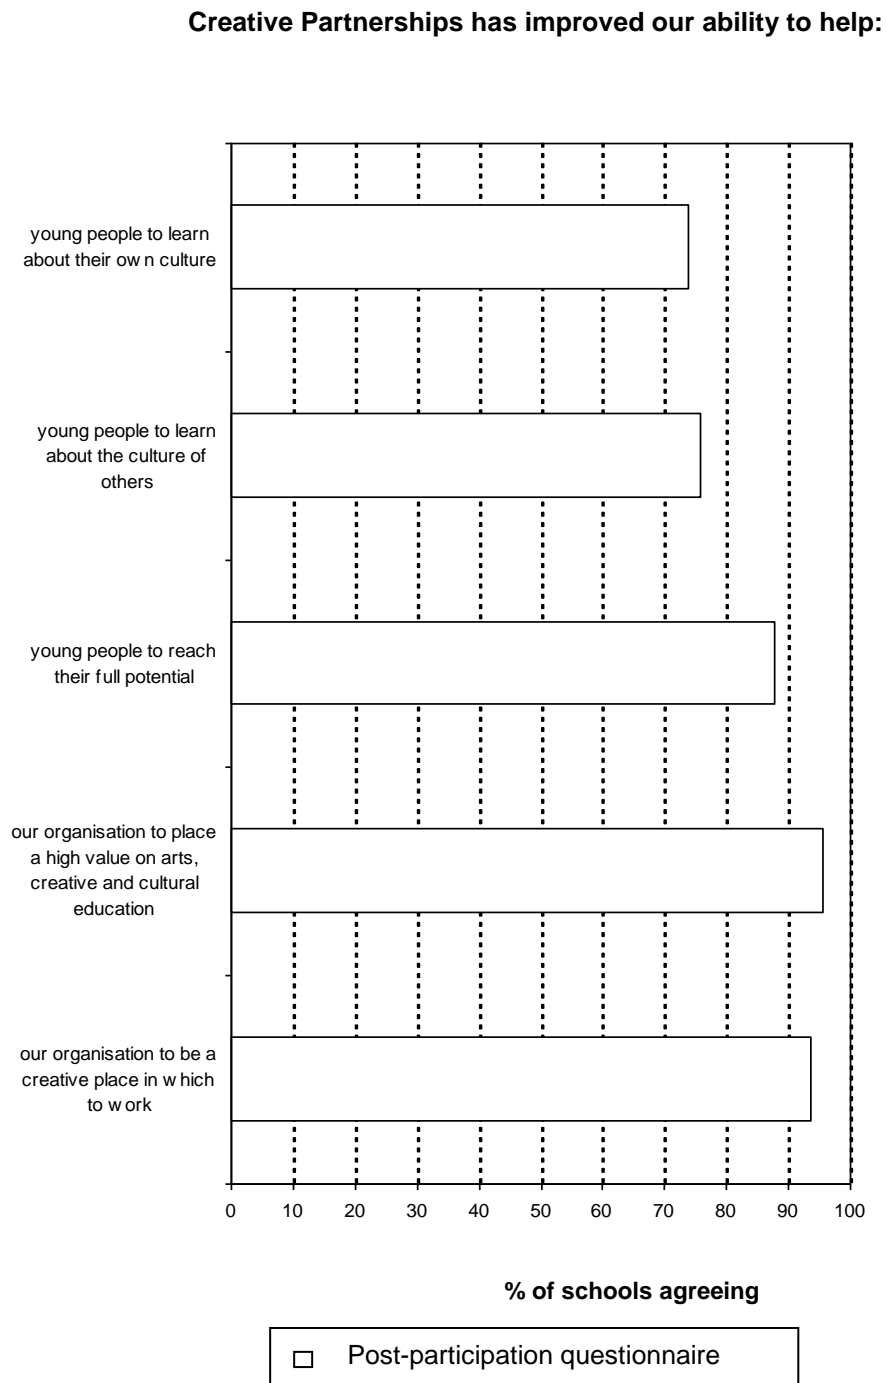 Creative Partnerships has improved our ability to help:
young people to learn
about their own culture
young people to learn
about the culture of
others
young people to reach
their full potential
our organisation to place
a high value on arts,
creative and cultural
education
our organisation to be a
creative place in which
to work
0 10 20 30 40 50 60 70 80 90 100
% of schools agreeing
Post-participation questionnaire